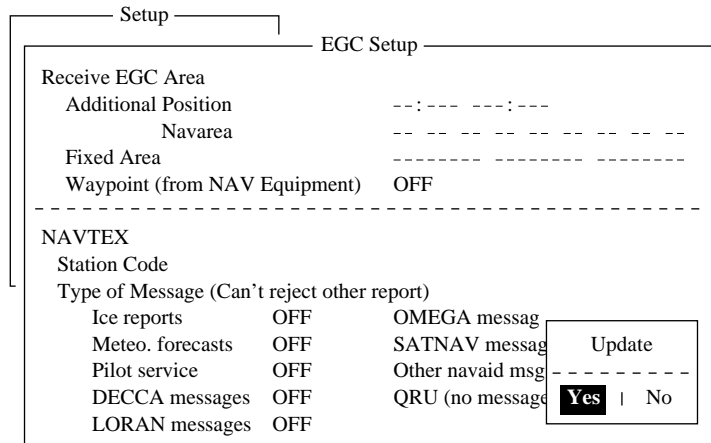 Setup
EGC Setup
Receive EGC Area
Additional Position --:--- ---:---
Navarea -- -- -- -- -- -- -- --
Fixed Area -------- -------- --------
Waypoint (from NAV Equipment) OFF
NAVTEX
Station Code
Type of Message (Can't reject other report)
Ice reports OFF OMEGA messag
Meteo. forecasts OFF SATNAV messag
Pilot service OFF Other navaid msg
DECCA messages OFF QRU (no message
LORAN messages OFF
Update
Yes | No